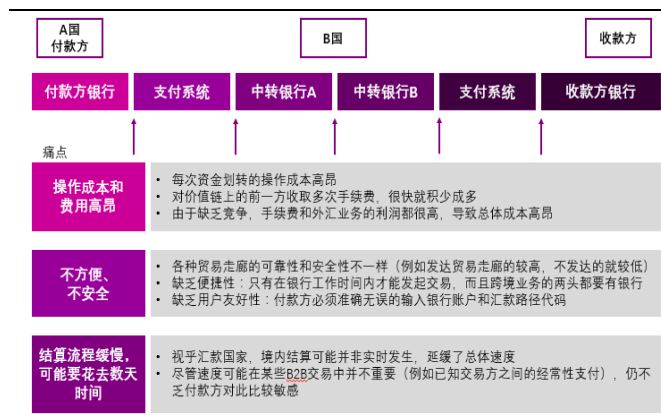 A国
付款方
B国
收款方
付款方银行
支付系统
中转银行A
中转银行B
支付系统
收款方银行
痛点
操作成本和
费用高昂
• 每次资金划转的操作成本高昂
• 对价值链上的前一方收取多次手续费，很快就积少成多
• 由于缺乏竞争，手续费和外汇业务的利润都很高，导致总体成本高昂
不方便、
不安全
• 各种贸易走廊的可靠性和安全性不一样（例如发达贸易走廊的较高，不发达的就较低）
• 缺乏便捷性：只有在银行工作时间内才能发起交易，而且跨境业务的两头都要有银行
• 缺乏用户友好性：付款方必须准确无误的输入银行账户和汇款路径代码
结算流程缓慢，
可能要花去数天
时间
• 视乎汇款国家，境内结算可能并非实时发生，延缓了总体速度
• 尽管速度可能在某些B2B交易中并不重要（例如已知交易方之间的经常性支付），仍不
乏付款方对此比较敏感